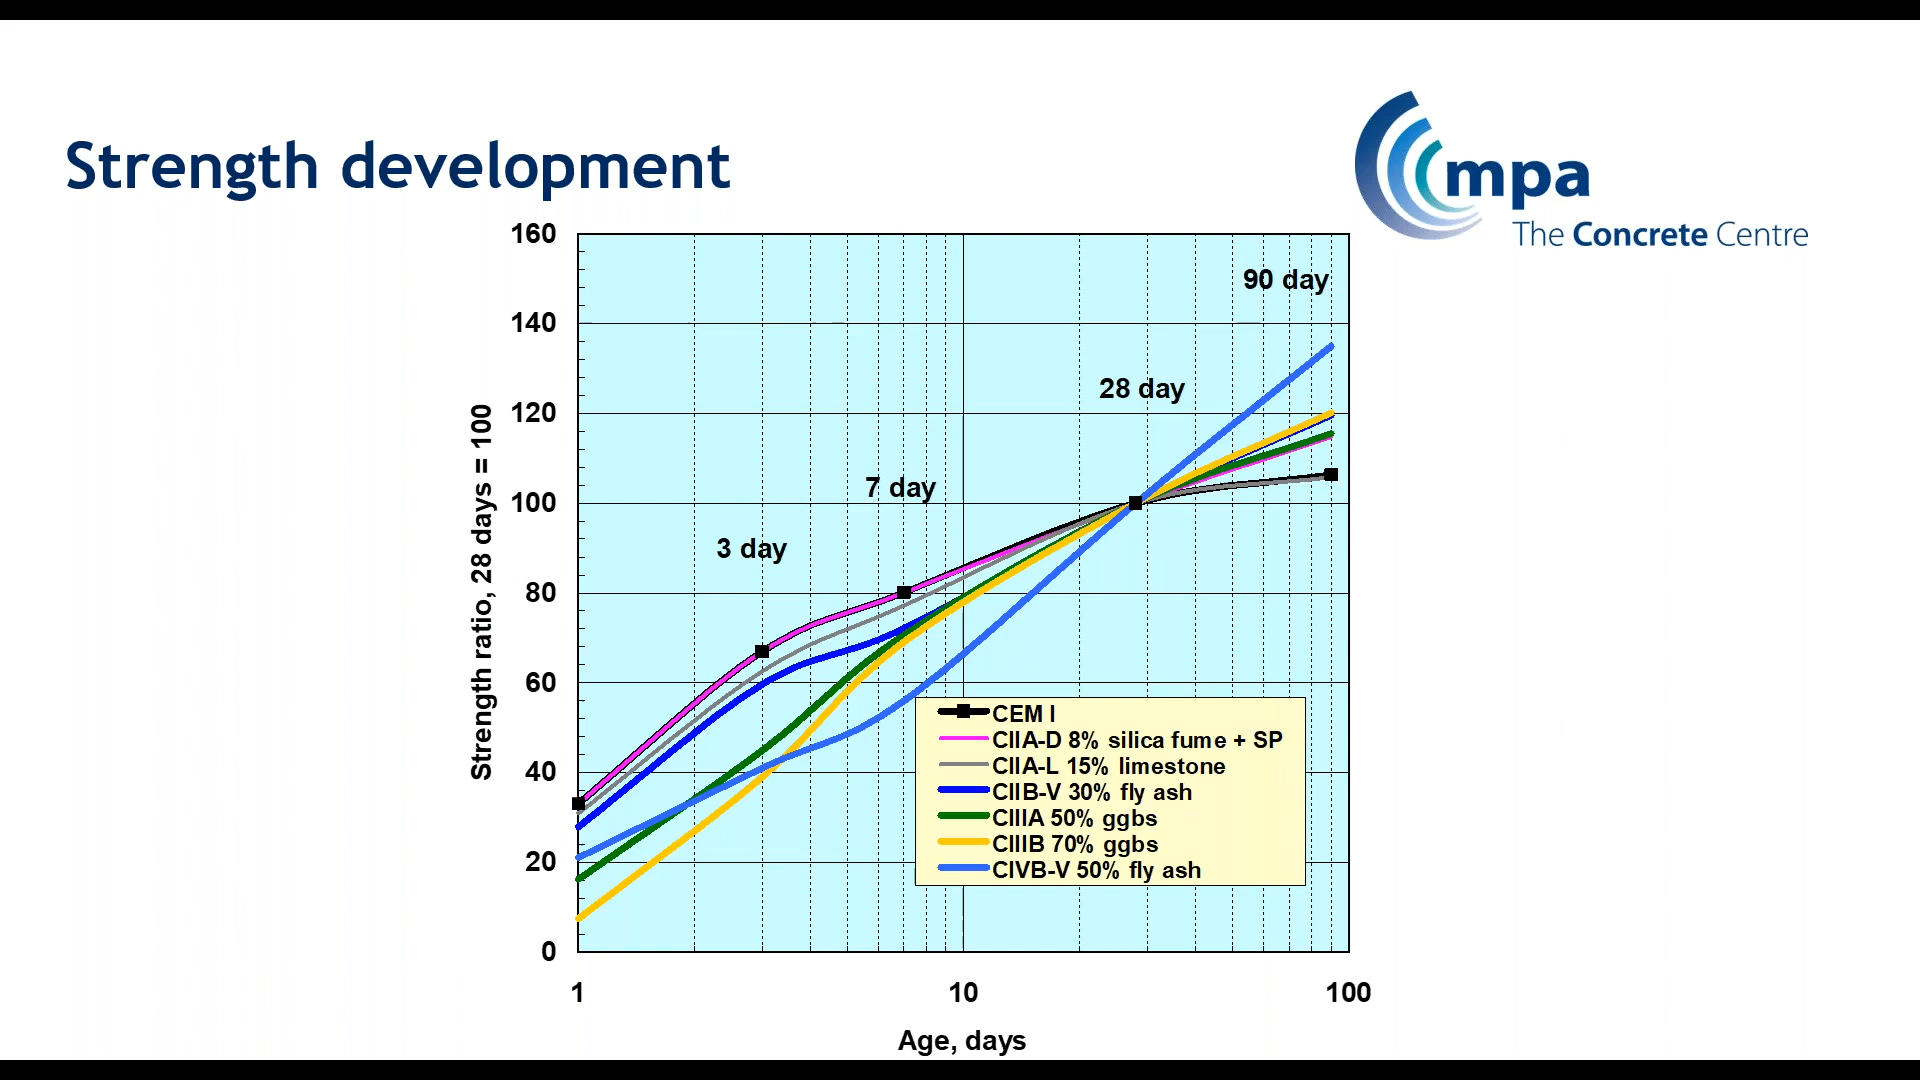 Strength development
mpa
The Concrete Centre
160
140
120
100
80
60
40
20
0
Strength ratio, 28 days = 100
90 day
28 day
7 day
3 day
CEM I
CIIA-D 8% silica fume + SP
CIIA-L 15% limestone
CIIB-V 30% fly ash
CIIIA 50% ggbs
CIIIB 70% ggbs
CIVB-V 50% fly ash
1
10
100
Age, days